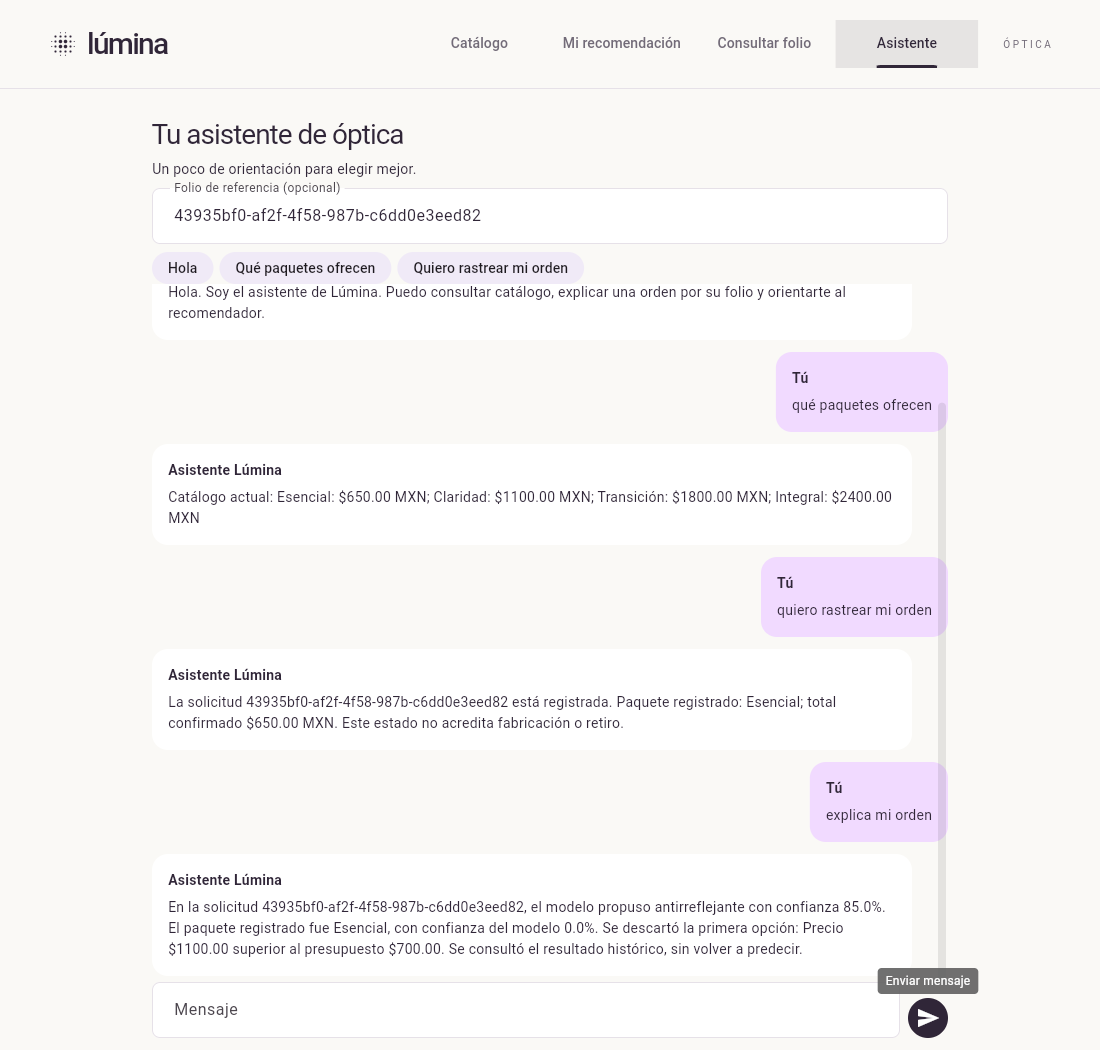 lúmina
Catálogo
Mi recomendación
Consultar folio
Asistente
ÓPTICA
Tu asistente de óptica
Un poco de orientación para elegir mejor.
Folio de referencia (opcional)
43935bf0-af2f-4f58-987b-c6dd0e3eed82
Hola
Qué paquetes ofrecen
Quiero rastrear mi orden
Hola. Soy el asistente de Lúmina. Puedo consultar catálogo, explicar una orden por su folio y orientarte al
recomendador.
Tú
qué paquetes ofrecen
Asistente Lúmina
Catálogo actual: Esencial: $650.00 MXN; Claridad: $1100.00 MXN; Transición: $1800.00 MXN; Integral: $2400.00
MXN
Tú
quiero rastrear mi orden
Asistente Lúmina
La solicitud 43935bf0-af2f-4f58-987b-c6dd0e3eed82 está registrada. Paquete registrado: Esencial; total
confirmado $650.00 MXN. Este estado no acredita fabricación o retiro.
Tú
explica mi orden
Asistente Lúmina
En la solicitud 43935bf0-af2f-4f58-987b-c6dd0e3eed82, el modelo propuso antirreflejante con confianza 85.0%.
El paquete registrado fue Esencial, con confianza del modelo 0.0%. Se descartó la primera opción: Precio
$1100.00 superior al presupuesto $700.00. Se consultó el resultado histórico, sin volver a predecir.
Enviar mensaje
Mensaje